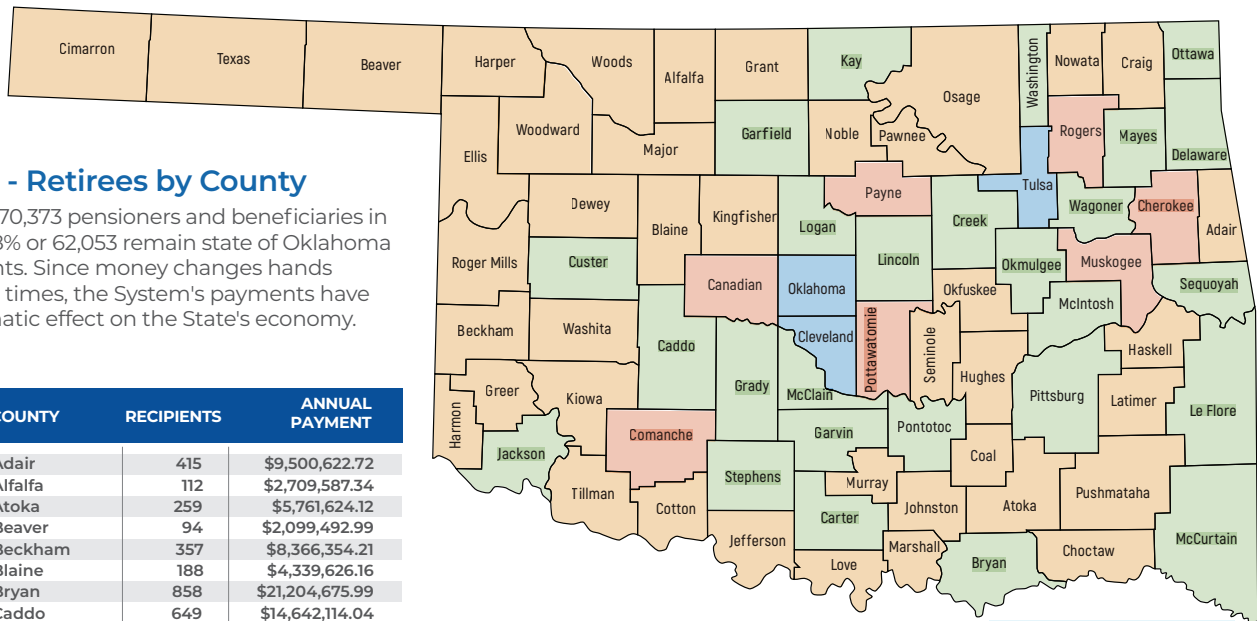 Cimarron
Texas
Beaver
Harper
Woods
Alfalfa
Grant
Kay
Osage
Washington
Nowata
Craig
Ottawa
Ellis
Woodward
Major
Garfield
Noble
Pawnee
Rogers
Mayes
Delaware
- Retirees by County
70,373 pensioners and beneficiaries in
% or 62,053 remain state of Oklahoma
nts. Since money changes hands
times, the System's payments have
atic effect on the State's economy.
Dewey
Blaine
Kingfisher
Logan
Payne
Creek
Tulsa
Wagoner
Cherokee
Adair
Roger Mills
Custer
Canadian
Oklahoma
Lincoln
Okfuskee
Okmulgee
Muskogee
McIntosh
Sequoyah
Beckham
Washita
Caddo
Grady
Cleveland
McClain
Pottawatomie
Seminole
Hughes
Pittsburg
Haskell
Latimer
Le Flore
Harmon
Greer
Kiowa
Jackson
Comanche
Stephens
Garvin
Pontotoc
Coal
Tillman
Cotton
Jefferson
Carter
Murray
Johnston
Atoka
Pushmataha
McCurtain
Love
Marshall
Bryan
Choctaw
COUNTY RECIPIENTS ANNUAL
PAYMENT
Adair 415 $9,500,622.72
Alfalfa 112 $2,709,587.34
Atoka 259 $5,761,624.12
Beaver 94 $2,099,492.99
Beckham 357 $8,366,354.21
Blaine 188 $4,339,626.16
Bryan 858 $21,204,675.99
Caddo 649 $14,642,114.04